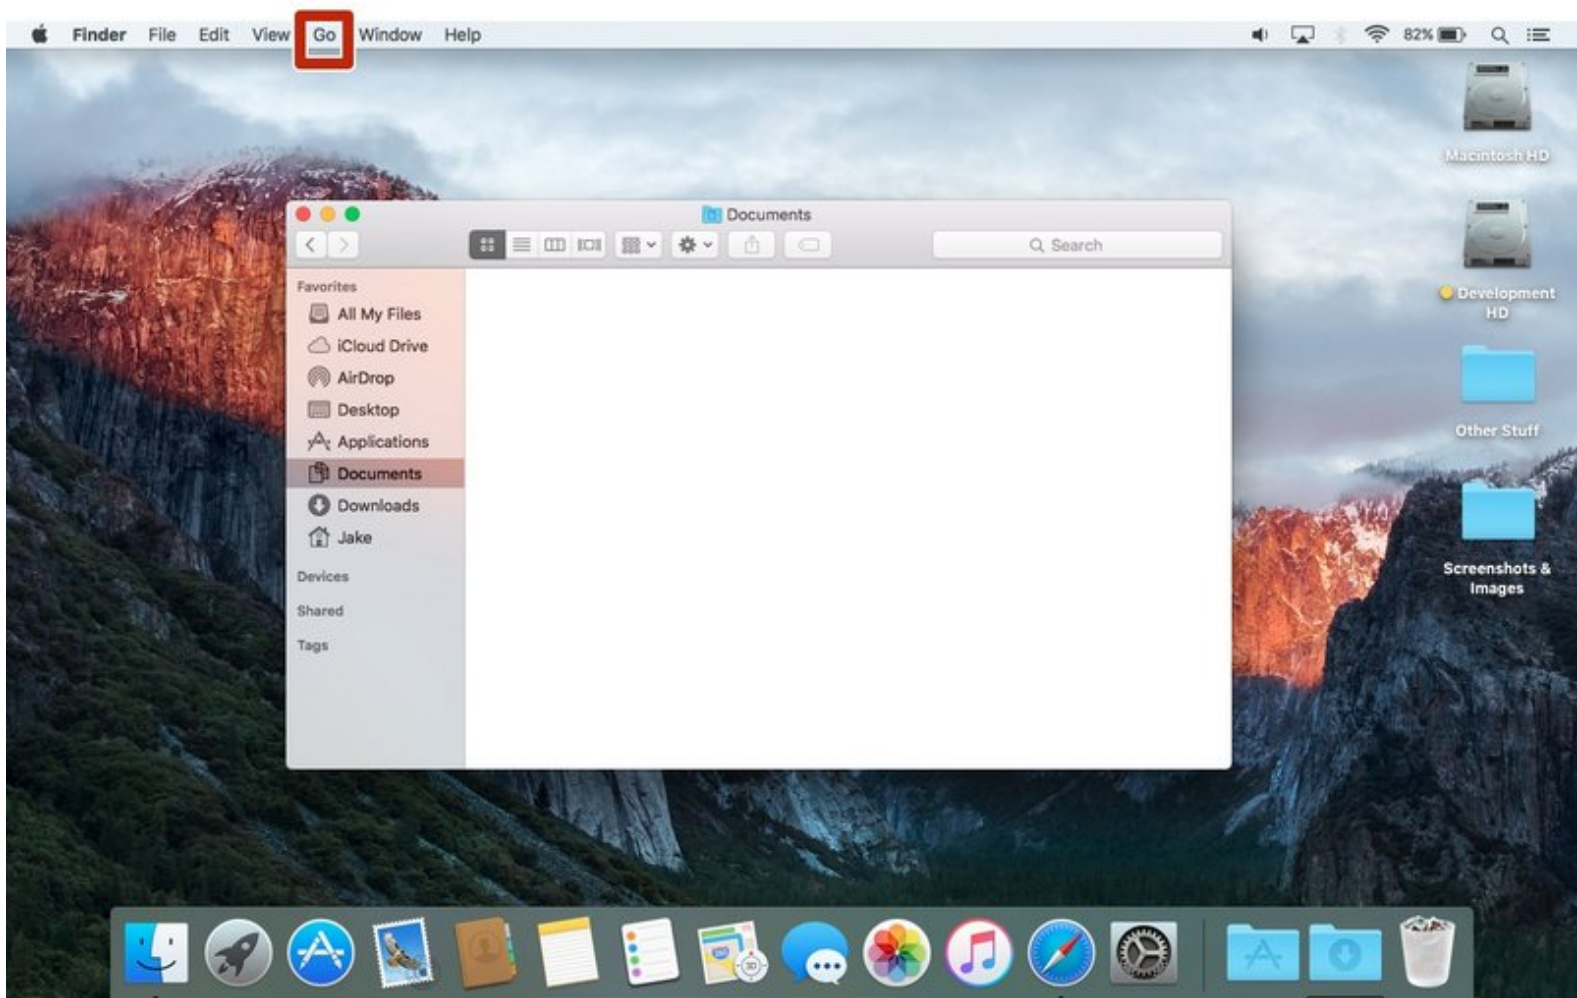 Finder File Edit View Go Window Help 82%
Macintosh HD
Documents
Search
Favorites
All My Files
iCloud Drive
AirDrop
Desktop
Applications
Documents
Downloads
Jake
Devices
Shared
Tags
Development
HD
Other Stuff
Screenshots &
Images